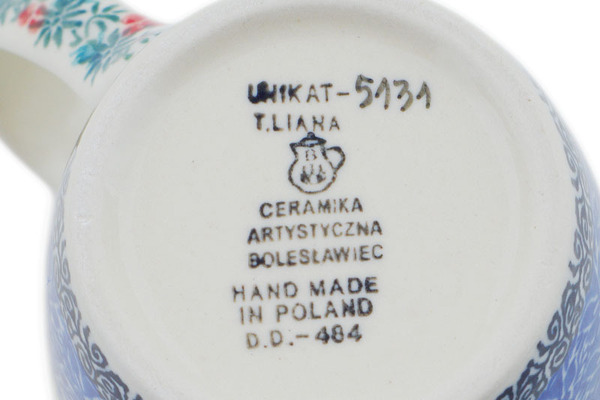 UNIKAT-5131
T.LIANA
B
CERAMIKA
ARTYSTYCZNA
BOLESŁAWIEC
HAND MADE
IN POLAND
D.D.-484